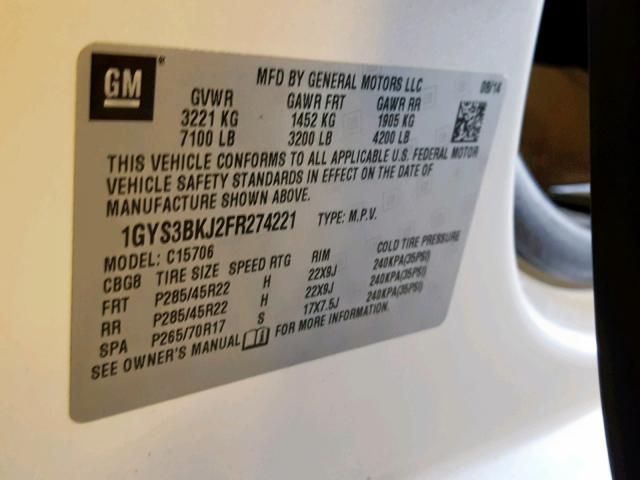 GM
MFD BY GENERAL MOTORS LLC 08/14
GVWR GAWR FRT GAWR RR
3221 KG 1452 KG 1905 KG
7100 LB 3200 LB 4200 LB
THIS VEHICLE CONFORMS TO ALL APPLICABLE U.S. FEDERAL MOTOR
VEHICLE SAFETY STANDARDS IN EFFECT ON THE DATE OF
MANUFACTURE SHOWN ABOVE.
1GYS3BKJ2FR274221 TYPE: M.P.V.
MODEL: C15706
CBG8 TIRE SIZE SPEED RTG RIM COLD TIRE PRESSURE
FRT P285/45R22 H 22X9J 240KPA(35PSI)
RR P285/45R22 H 22X9J 240KPA(35PSI)
SPA P265/70R17 S 17X7.5J 240KPA(35PSI)
SEE OWNER'S MANUAL FOR MORE INFORMATION.